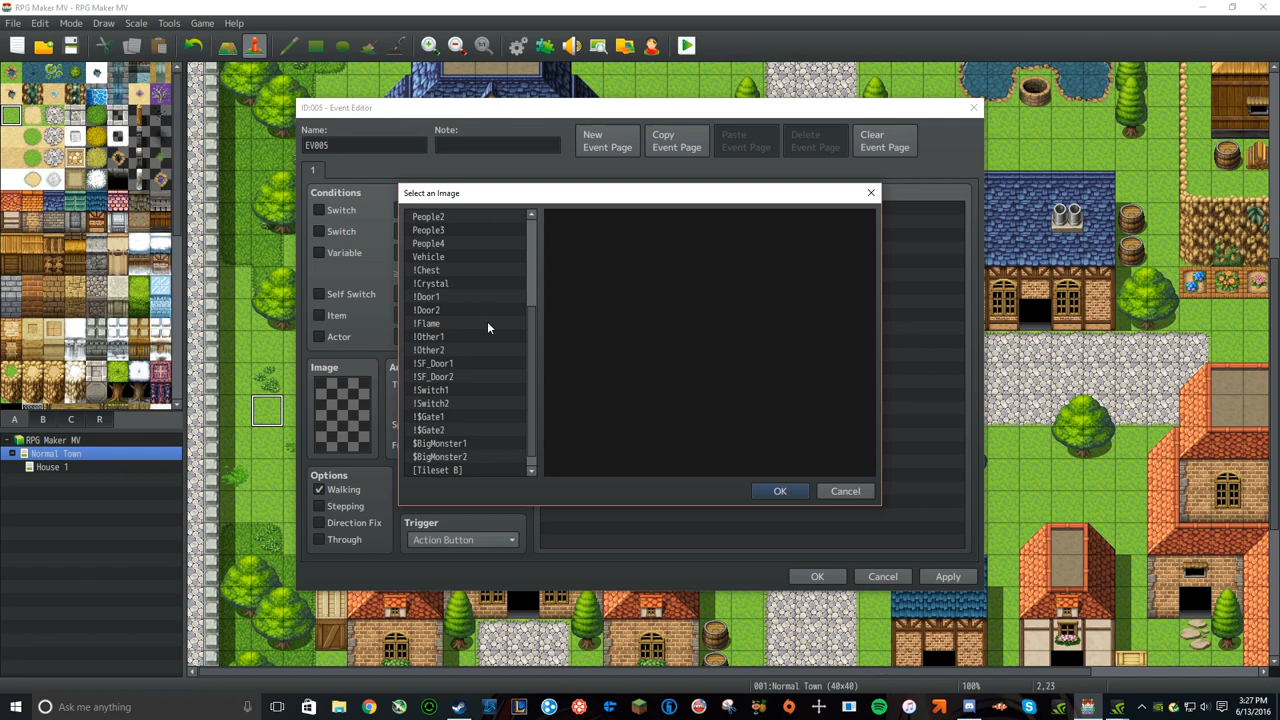 RPG Maker MV - RPG Maker MV
File Edit Mode Draw Scale Tools Game Help
ID:005 - Event Editor
Name:
Note:
EV005
New Event Page
Copy Event Page
Paste Event Page
Delete Event Page
Clear Event Page
1
Conditions
Switch
Switch
Variable
Self Switch
Item
Actor
Image
Options
Walking
Stepping
Direction Fix
Through
Trigger
Action Button
OK Cancel Apply
Select an Image
People2
People3
People4
Vehicle
!Chest
!Crystal
!Door1
!Door2
!Flame
!Other1
!Other2
!SF_Door1
!SF_Door2
!Switch1
!Switch2
!$Gate1
!$Gate2
$BigMonster1
$BigMonster2
[Tileset B]
OK Cancel
A B C R
RPG Maker MV
Normal Town
House 1
001:Normal Town (40x40) 100% 2,23
Ask me anything
3:27 PM
6/13/2016